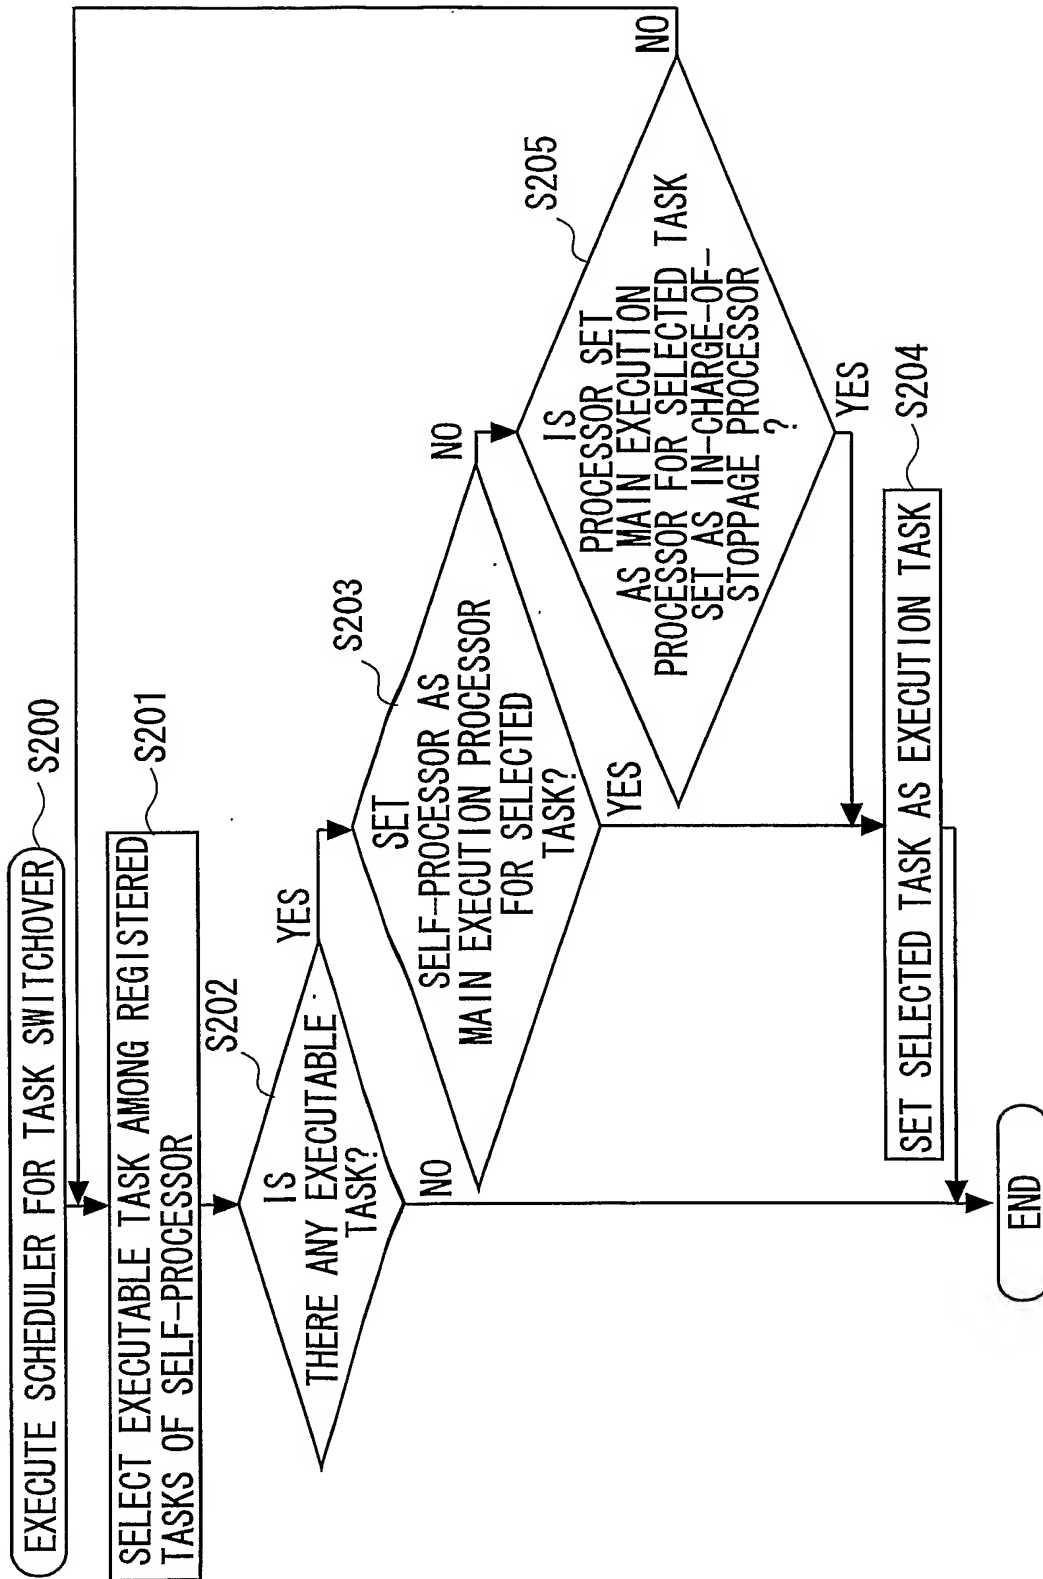 EXECUTE SCHEDULER FOR TASK SWITCHOVER
S200
SELECT EXECUTABLE TASK AMONG REGISTERED
TASKS OF SELF-PROCESSOR
S201
IS
THERE ANY EXECUTABLE
TASK?
S202
YES
NO
SET
SELF-PROCESSOR AS
MAIN EXECUTION PROCESSOR
FOR SELECTED
TASK?
S203
NO
YES
IS
PROCESSOR SET
AS MAIN EXECUTION
PROCESSOR FOR SELECTED TASK
SET AS IN-CHARGE-OF-
STOPPAGE PROCESSOR
?
S205
NO
YES
SET SELECTED TASK AS EXECUTION TASK
S204
END